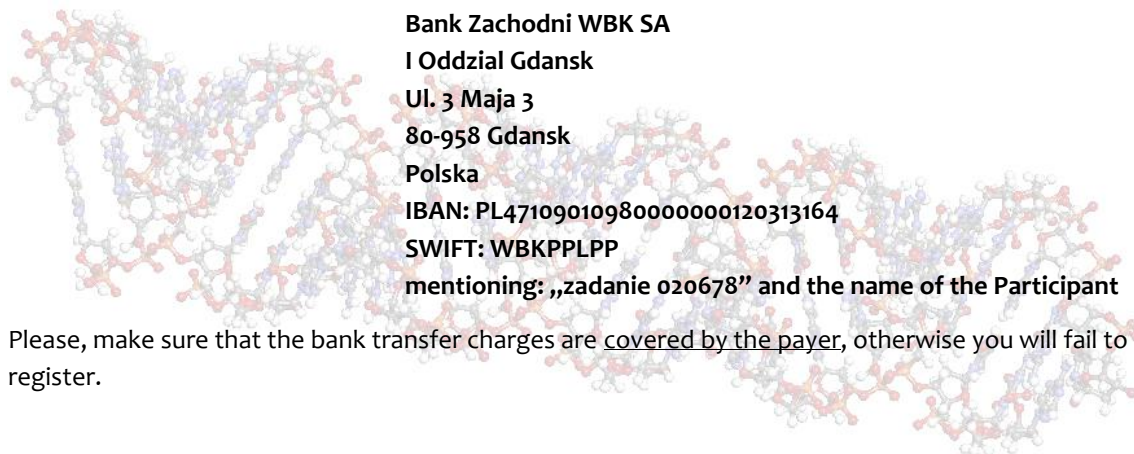 Bank Zachodni WBK SA
I Oddzial Gdansk
Ul. 3 Maja 3
80-958 Gdansk
Polska
IBAN: PL47109010980000000120313164
SWIFT: WBKPPLPP
mentioning: „zadanie 020678” and the name of the Participant
Please, make sure that the bank transfer charges are covered by the payer, otherwise you will fail to
register.